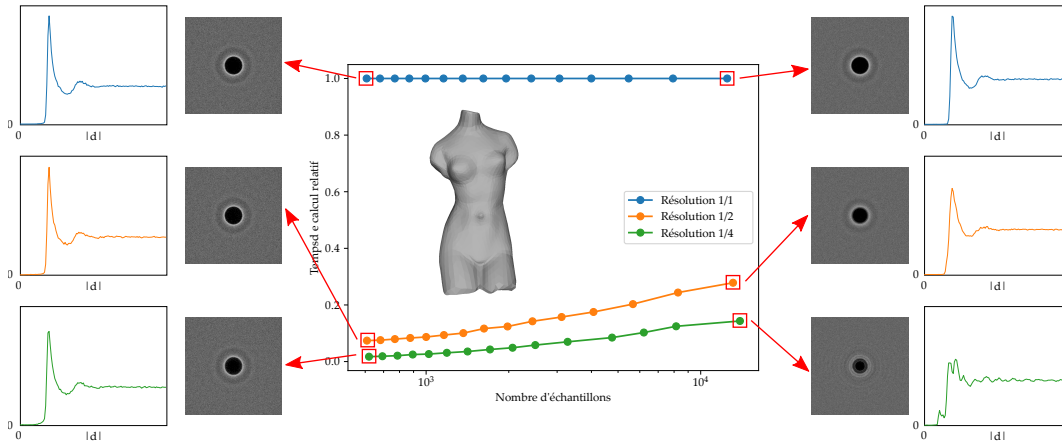 0
0
|d|
0
0
|d|
0
0
|d|
Tempsd e calcul relatif
1.0
0.8
0.6
0.4
0.2
0.0
Résolution 1/1
Résolution 1/2
Résolution 1/4
10³
10⁴
Nombre d'échantillons
0
0
|d|
0
0
|d|
0
0
|d|